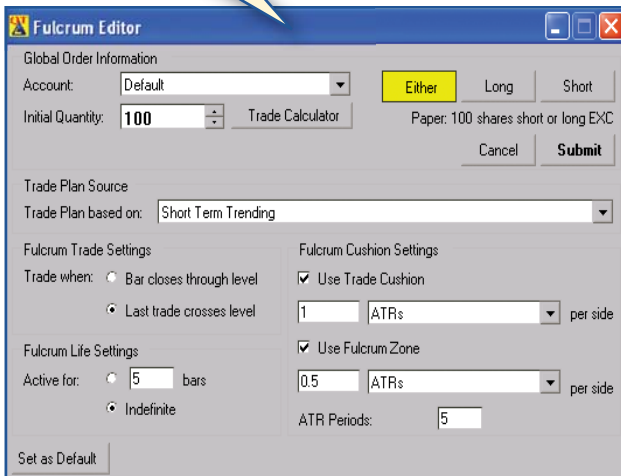 Fulcrum Editor
Global Order Information
Account: Default Either Long Short
Initial Quantity: 100 Trade Calculator Paper: 100 shares short or long EXC
Cancel Submit
Trade Plan Source
Trade Plan based on: Short Term Trending
Fulcrum Trade Settings Fulcrum Cushion Settings
Trade when: Bar closes through level Use Trade Cushion
Last trade crosses level 1 ATRs per side
Fulcrum Life Settings Use Fulcrum Zone
Active for: 5 bars 0.5 ATRs per side
Indefinite ATR Periods: 5
Set as Default